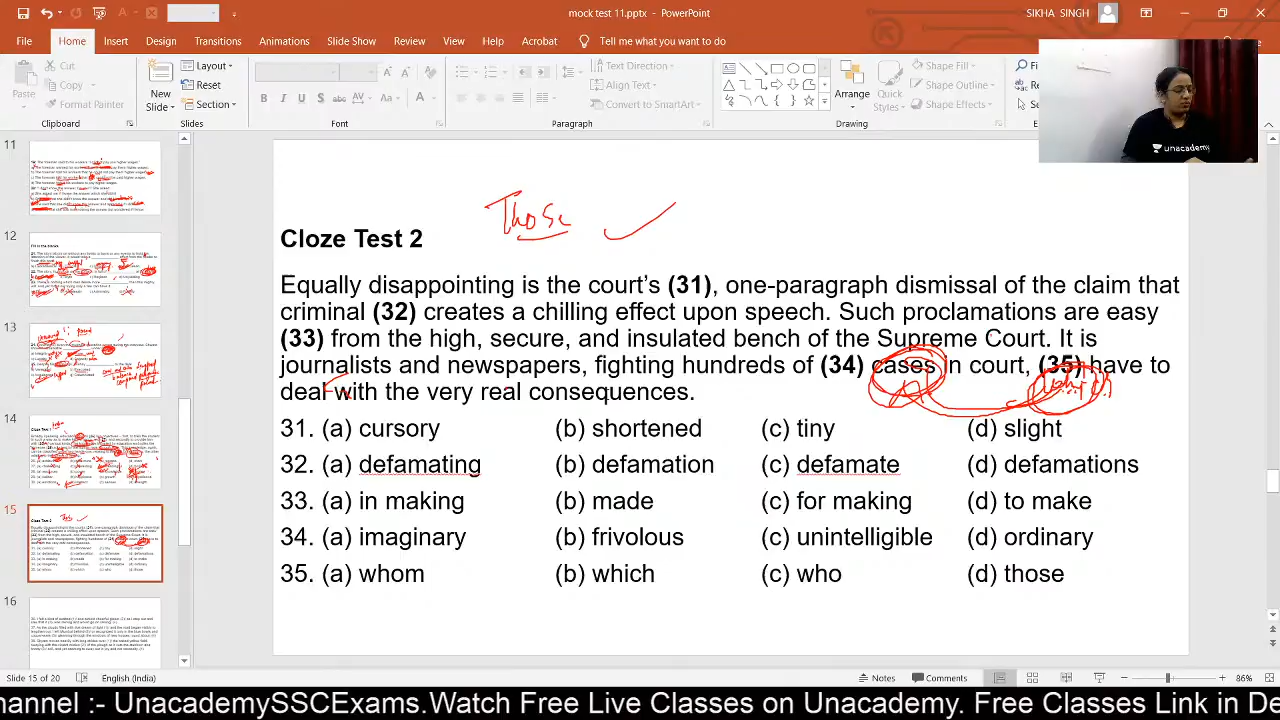 mock test 11.pptx - PowerPoint
SIKHA SINGH
File Home Insert Design Transitions Animations Slide Show Review View Help Acrobat Tell me what you want to do
Paste
Cut
Copy
Format Painter
Clipboard
New Slide
Layout
Reset
Section
Slides
Font
Text Direction
Align Text
Convert to SmartArt
Paragraph
Arrange
Quick Styles
Shape Fill
Shape Outline
Shape Effects
Drawing
unacademy
11
12
13
14
15
16
Those
Cloze Test 2
Equally disappointing is the court’s (31), one-paragraph dismissal of the claim that
criminal (32) creates a chilling effect upon speech. Such proclamations are easy
(33) from the high, secure, and insulated bench of the Supreme Court. It is
journalists and newspapers, fighting hundreds of (34) cases in court, (35) have to
deal with the very real consequences.
which
31. (a) cursory (b) shortened (c) tiny (d) slight
32. (a) defamating (b) defamation (c) defamate (d) defamations
33. (a) in making (b) made (c) for making (d) to make
34. (a) imaginary (b) frivolous (c) unintelligible (d) ordinary
35. (a) whom (b) which (c) who (d) those
Slide 15 of 20 English (India) Notes Comments 86%
hannel :- UnacademySSCExams.Watch Free Live Classes on Unacademy. Free Classes Link in De